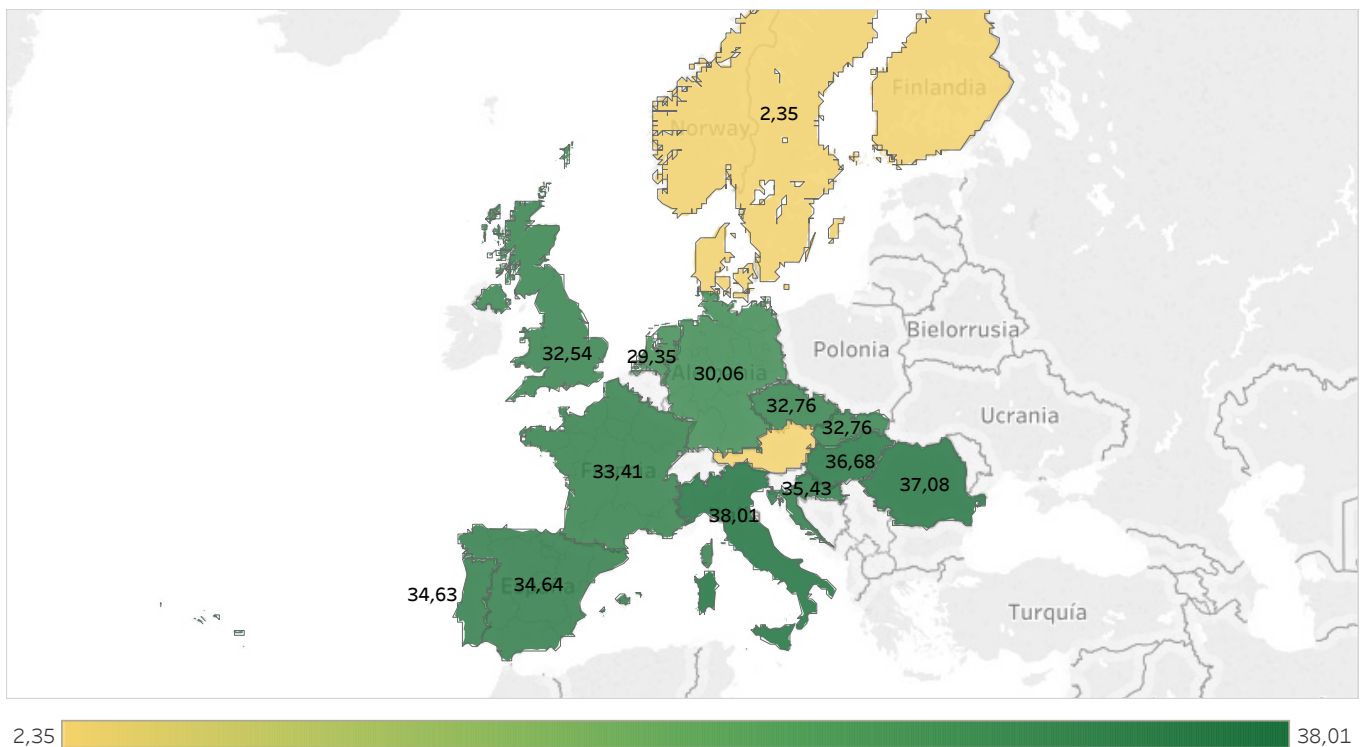 Finlandia
2,35
Norway
Bielorrusia
32,54
29,35
Polonia
30,06
32,76
Ucrania
32,76
36,68
33,41
37,08
35,43
38,01
34,64
34,63
Turquía
2,35
38,01